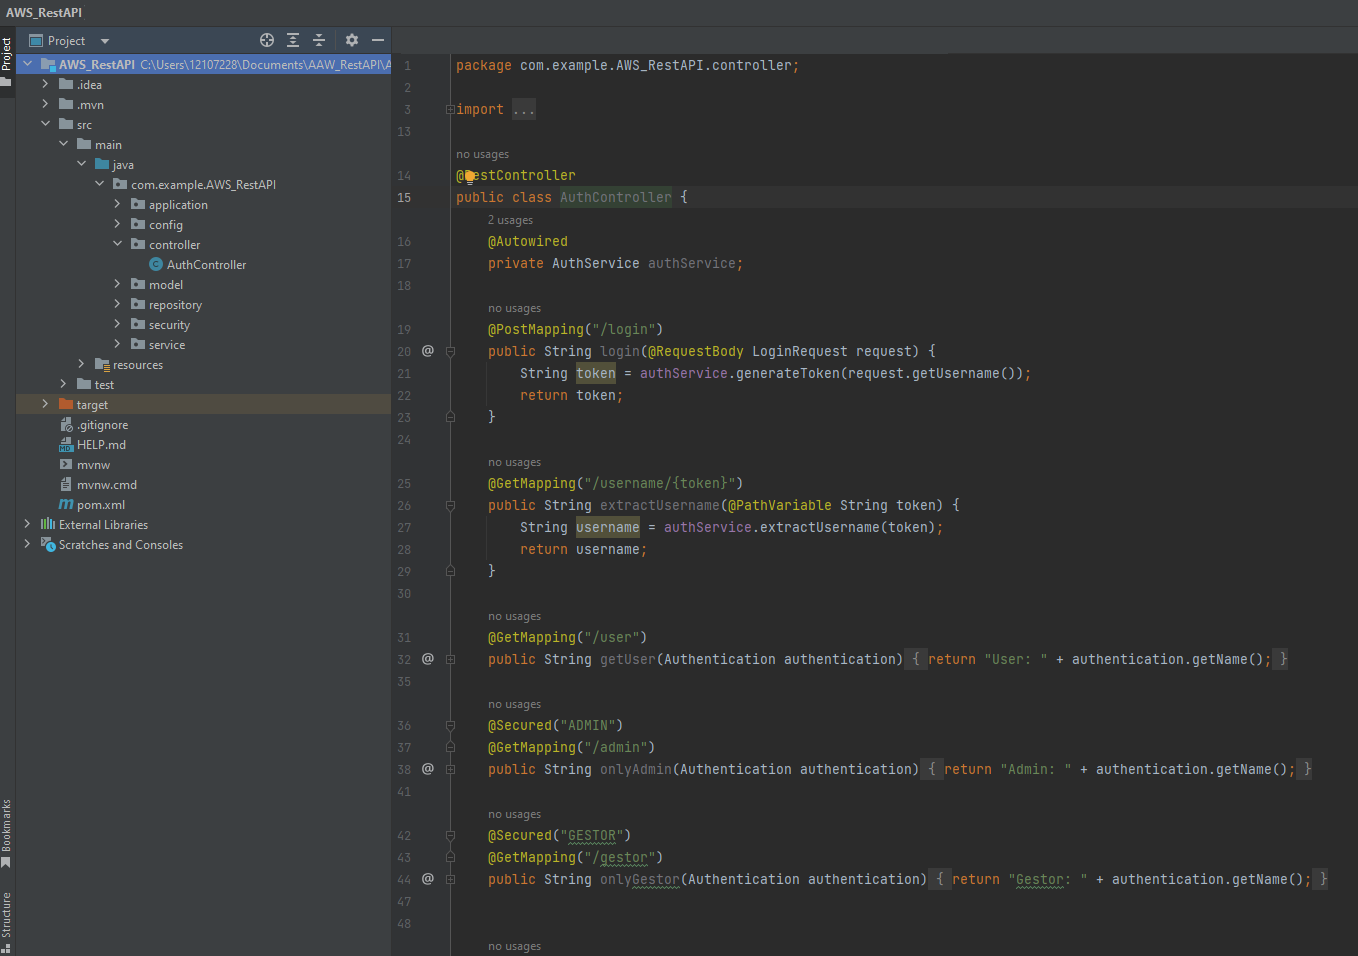 AWS_RestAPI
Project
Project
AWS_RestAPI C:\Users\12107228\Documents\AAW_RestAPI\A
.idea
.mvn
src
main
java
com.example.AWS_RestAPI
application
config
controller
AuthController
model
repository
security
service
resources
test
target
.gitignore
HELP.md
mvnw
mvnw.cmd
pom.xml
External Libraries
Scratches and Consoles
Bookmarks
Structure
1 package com.example.AWS_RestAPI.controller;
2
3 import ...
13
no usages
14 @RestController
15 public class AuthController {
2 usages
16 @Autowired
17 private AuthService authService;
18
no usages
19 @PostMapping("/login")
20 public String login(@RequestBody LoginRequest request) {
21 String token = authService.generateToken(request.getUsername());
22 return token;
23 }
24
no usages
25 @GetMapping("/username/{token}")
26 public String extractUsername(@PathVariable String token) {
27 String username = authService.extractUsername(token);
28 return username;
29 }
30
no usages
31 @GetMapping("/user")
32 public String getUser(Authentication authentication) { return "User: " + authentication.getName(); }
35
no usages
36 @Secured("ADMIN")
37 @GetMapping("/admin")
38 public String onlyAdmin(Authentication authentication) { return "Admin: " + authentication.getName(); }
41
no usages
42 @Secured("GESTOR")
43 @GetMapping("/gestor")
44 public String onlyGestor(Authentication authentication) { return "Gestor: " + authentication.getName(); }
47
48
no usages